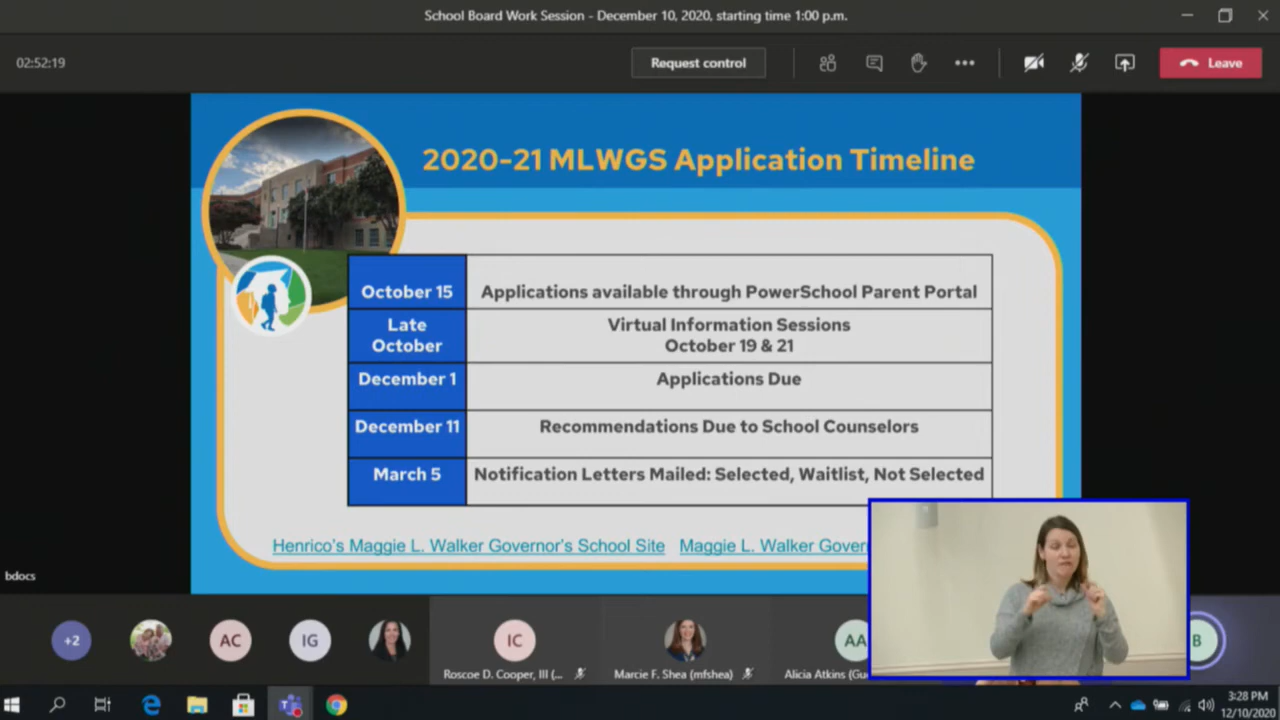 School Board Work Session - December 10, 2020, starting time 1:00 p.m.
02:52:19
Request control
Leave
2020-21 MLWGS Application Timeline
October 15
Applications available through PowerSchool Parent Portal
Late
October
Virtual Information Sessions
October 19 & 21
December 1
Applications Due
December 11
Recommendations Due to School Counselors
March 5
Notification Letters Mailed: Selected, Waitlist, Not Selected
Henrico's Maggie L. Walker Governor's School Site
Maggie L. Walker Gover
bdocs
+2
AC
IG
IC
AA
B
Roscoe D. Cooper, III (...
Marcie F. Shea (mfshea)
Alicia Atkins (Gu
3:28 PM
12/10/2020